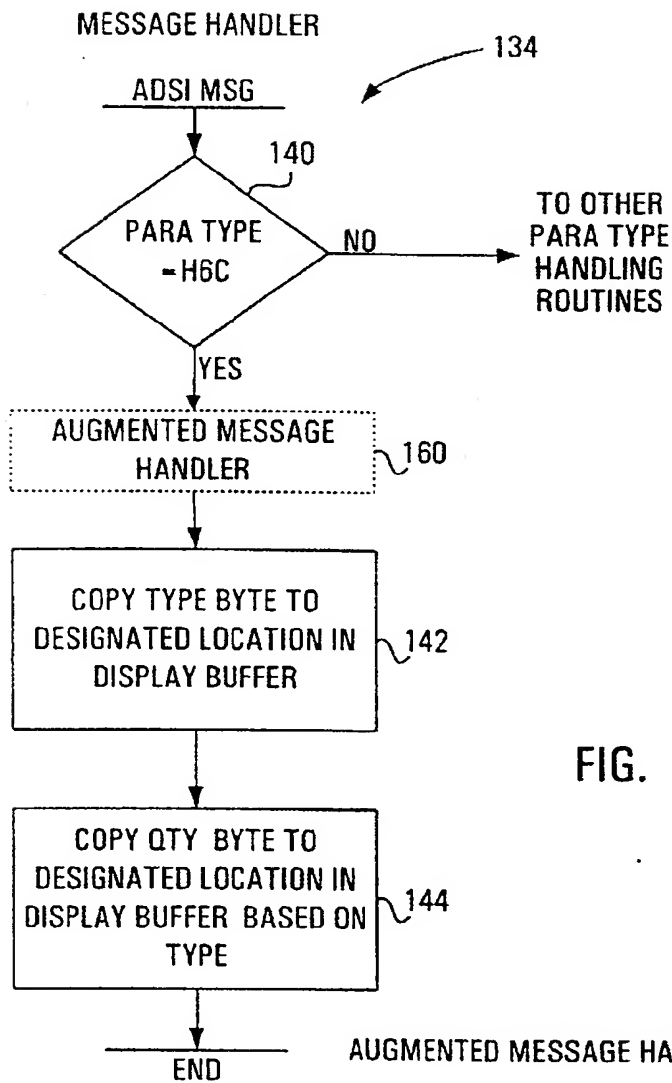 MESSAGE HANDLER
134
ADSI MSG
140
PARA TYPE
=H6C
NO
TO OTHER
PARA TYPE
HANDLING
ROUTINES
YES
AUGMENTED MESSAGE
HANDLER
160
COPY TYPE BYTE TO
DESIGNATED LOCATION IN
DISPLAY BUFFER
142
FIG.
COPY QTY BYTE TO
DESIGNATED LOCATION IN
DISPLAY BUFFER BASED ON
TYPE
144
END
AUGMENTED MESSAGE HA